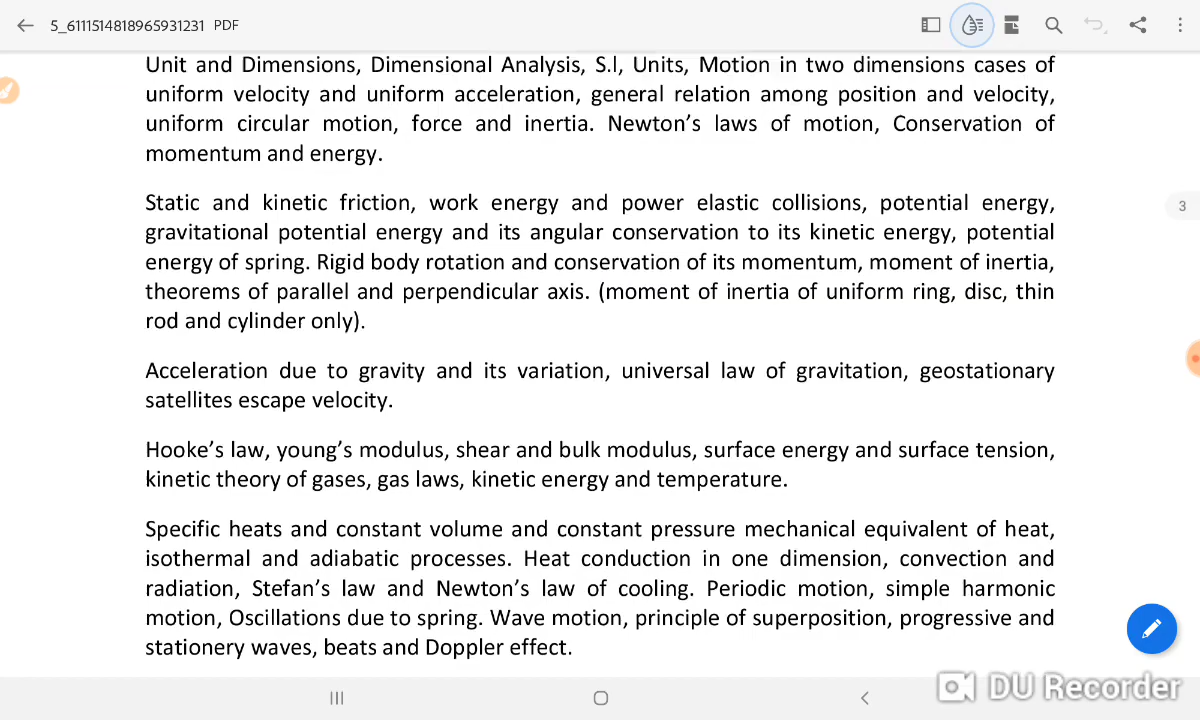 5_6111514818965931231 PDF
Unit and Dimensions, Dimensional Analysis, S.I, Units, Motion in two dimensions cases of
uniform velocity and uniform acceleration, general relation among position and velocity,
uniform circular motion, force and inertia. Newton’s laws of motion, Conservation of
momentum and energy.
Static and kinetic friction, work energy and power elastic collisions, potential energy,
gravitational potential energy and its angular conservation to its kinetic energy, potential
energy of spring. Rigid body rotation and conservation of its momentum, moment of inertia,
theorems of parallel and perpendicular axis. (moment of inertia of uniform ring, disc, thin
rod and cylinder only).
3
Acceleration due to gravity and its variation, universal law of gravitation, geostationary
satellites escape velocity.
Hooke’s law, young’s modulus, shear and bulk modulus, surface energy and surface tension,
kinetic theory of gases, gas laws, kinetic energy and temperature.
Specific heats and constant volume and constant pressure mechanical equivalent of heat,
isothermal and adiabatic processes. Heat conduction in one dimension, convection and
radiation, Stefan’s law and Newton’s law of cooling. Periodic motion, simple harmonic
motion, Oscillations due to spring. Wave motion, principle of superposition, progressive and
stationery waves, beats and Doppler effect.
DU Recorder